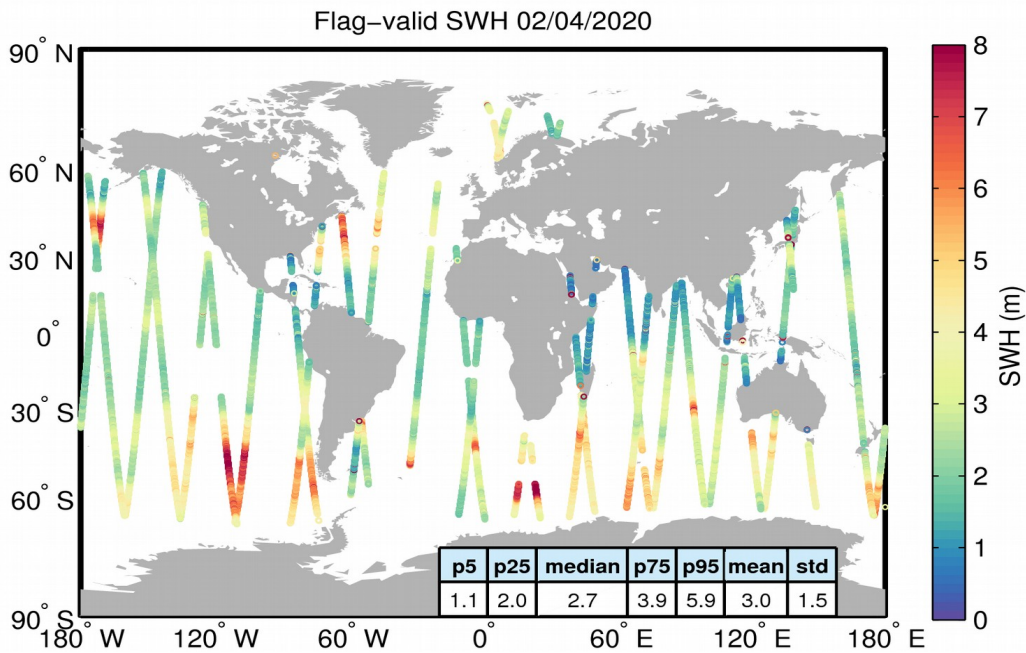 Flag−valid SWH 02/04/2020
90° N
60° N
30° N
0°
30° S
60° S
90° S
180° W
120° W
60° W
0°
60° E
120° E
180° E
p5 p25 median p75 p95 mean std
1.1 2.0 2.7 3.9 5.9 3.0 1.5
8
7
6
5
4
3
2
1
0
SWH (m)